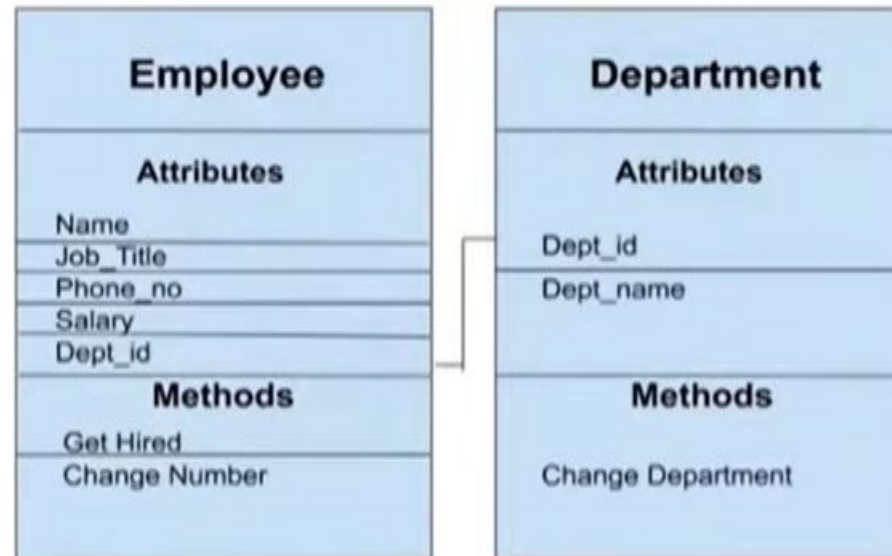 Employee
Attributes
Name
Job_Title
Phone_no
Salary
Dept_id
Methods
Get Hired
Change Number
Department
Attributes
Dept_id
Dept_name
Methods
Change Department